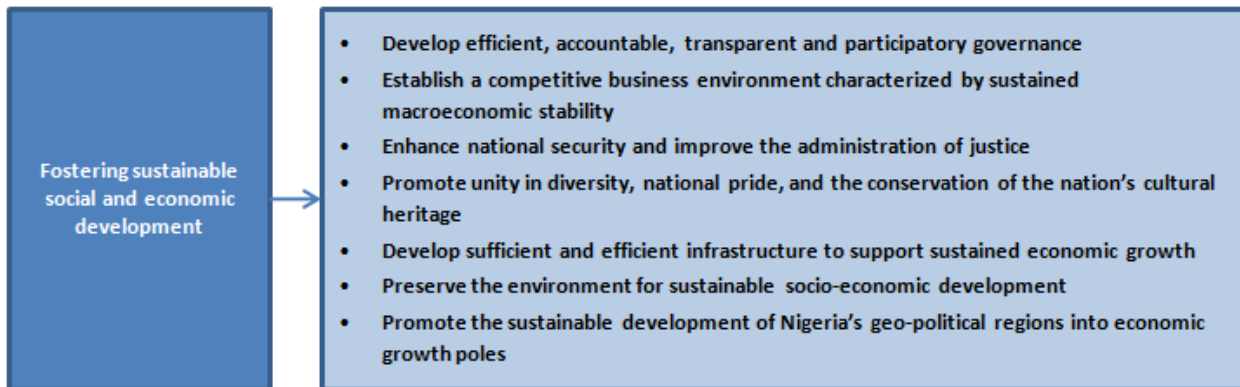 Fostering sustainable
social and economic
development
• Develop efficient, accountable, transparent and participatory governance
• Establish a competitive business environment characterized by sustained
macroeconomic stability
• Enhance national security and improve the administration of justice
• Promote unity in diversity, national pride, and the conservation of the nation's cultural
heritage
• Develop sufficient and efficient infrastructure to support sustained economic growth
• Preserve the environment for sustainable socio-economic development
• Promote the sustainable development of Nigeria's geo-political regions into economic
growth poles